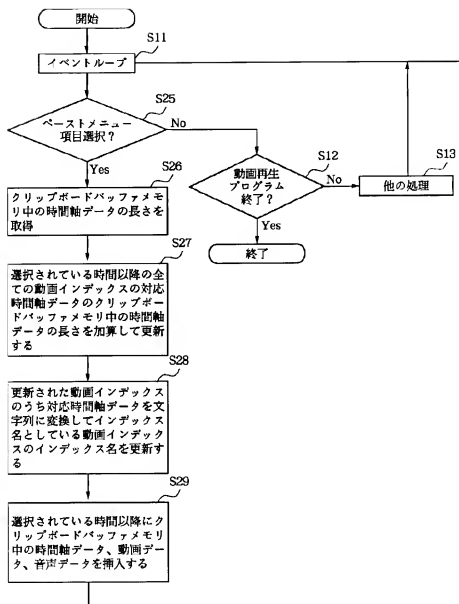 開始
S11
イベントループ
S25
ペーストメニュー
項目選択？
No
Yes
S12
動画再生
プログラム
終了？
No
Yes
S13
他の処理
終了
S26
クリップボードバッファメモ
リ中の時間軸データの長さを
取得
S27
選択されている時間以降の全
ての動画インデックスの対応
時間軸データのクリップボー
ドバッファメモリ中の時間軸
データの長さを加算して更新
する
S28
更新された動画インデックス
のうち対応時間軸データを文
字列に変換してインデックス
名としている動画インデック
スのインデックス名を更新す
る
S29
選択されている時間以降にク
リップボードバッファメモリ
中の時間軸データ、動画デー
タ、音声データを挿入する